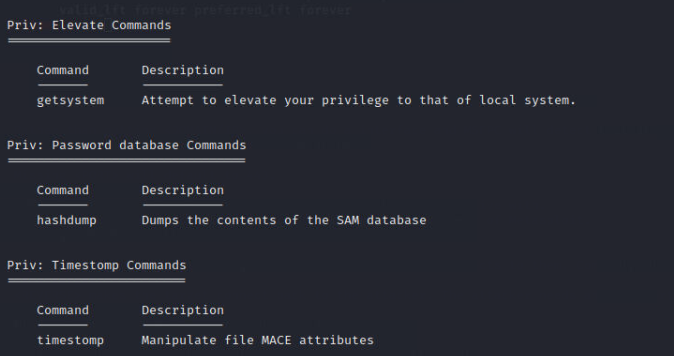 valid_lft forever preferred_lft forever
Priv: Elevate Commands
======================
Command Description
------- -----------
getsystem Attempt to elevate your privilege to that of local system.
Priv: Password database Commands
================================
Command Description
------- -----------
hashdump Dumps the contents of the SAM database
Priv: Timestomp Commands
========================
Command Description
------- -----------
timestomp Manipulate file MACE attributes